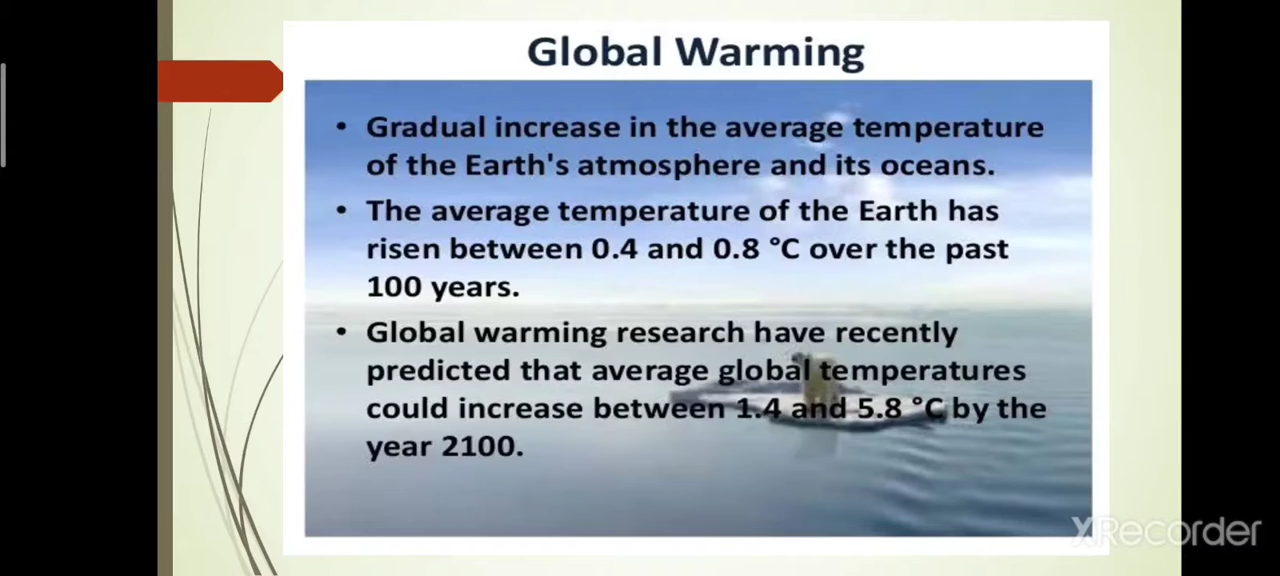 Global Warming
• Gradual increase in the average temperature
of the Earth's atmosphere and its oceans.
• The average temperature of the Earth has
risen between 0.4 and 0.8 °C over the past
100 years.
• Global warming research have recently
predicted that average global temperatures
could increase between 1.4 and 5.8 °C by the
year 2100.
XRecorder